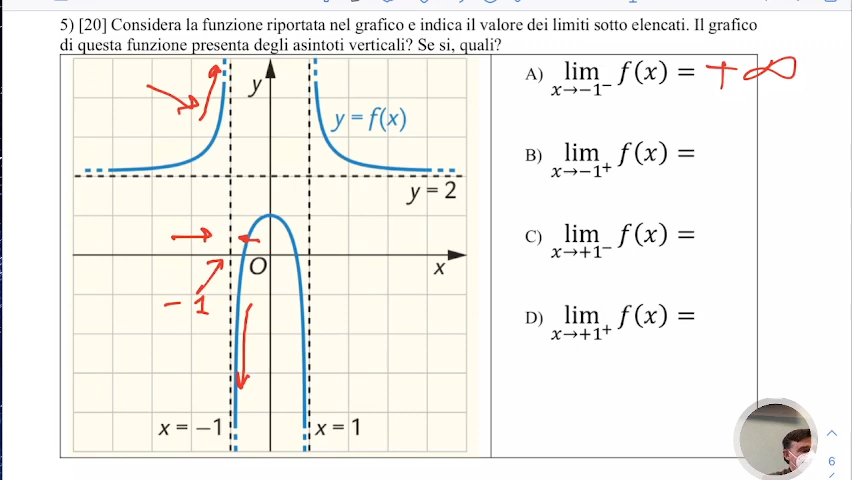 5) [20] Considera la funzione riportata nel grafico e indica il valore dei limiti sotto elencati. Il grafico
di questa funzione presenta degli asintoti verticali? Se si, quali?
y
y = f(x)
y = 2
O
x
− 1
x = −1
x = 1
A) lim f(x) = +∞
x→−1⁻
B) lim f(x) =
x→−1⁺
C) lim f(x) =
x→+1⁻
D) lim f(x) =
x→+1⁺
6